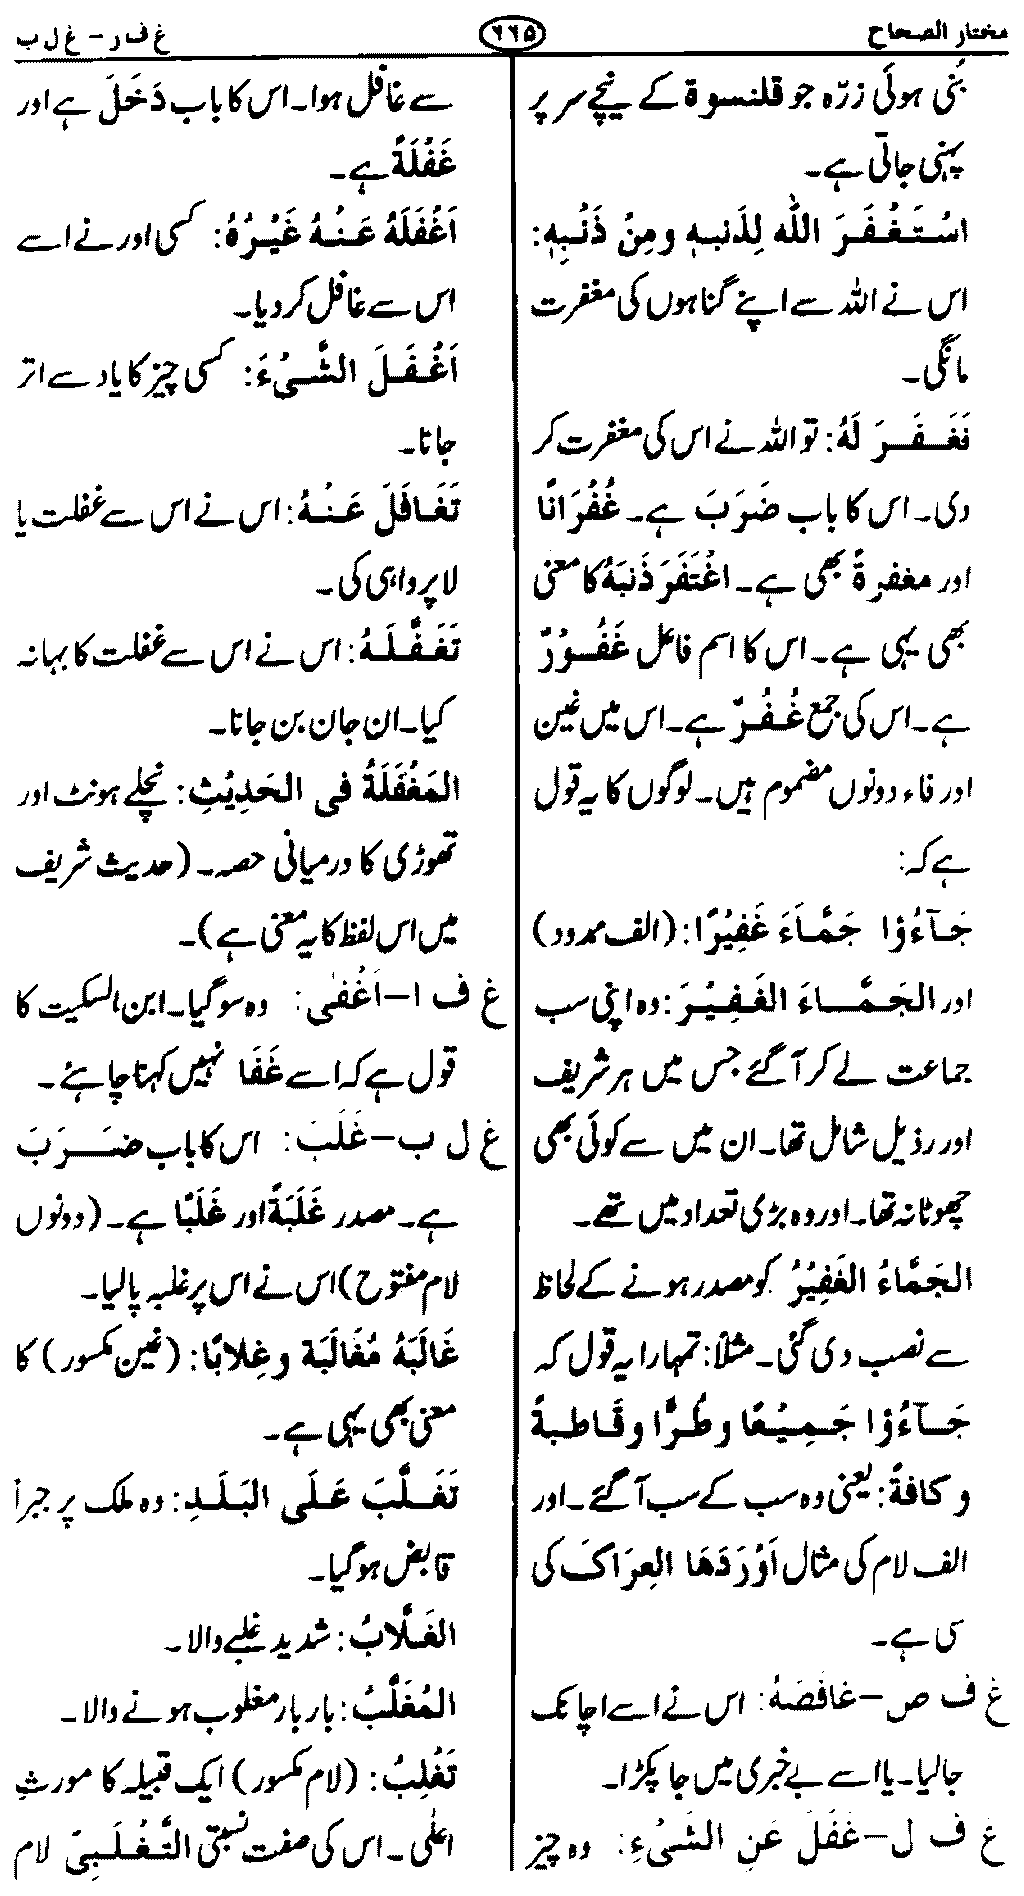 مختار الصحاح
۶۶۵
غ ف ر – غ ل ب
بُنی ہوئی زرّہ جو قلنسوة کے نیچے سر پر
پہنی جاتی ہے۔
اسْتَغْفَرَ اللّٰه لِذَنبهٖ ومِنْ ذَنْبِهٖ:
اس نے اللہ سے اپنے گناہوں کی مغفرت
مانگی۔
فَغَفَرَ لَهُ: تو اللہ نے اس کی مغفرت کر
دی۔ اس کا باب ضَرَبَ ہے۔ غُفْرَانًا
اور مغفرةً بھی ہے۔ اغْتَفَرَ ذَنبَهُ کا معنی
بھی یہی ہے۔ اس کا اسم فاعل غَفُوْرٌ
ہے۔ اس کی جمع غُفُرٌ ہے۔ اس میں غین
اور فاء دونوں مضموم ہیں۔ لوگوں کا یہ قول
ہے کہ:
جَآءُوْا جَمَّاءَ غَفِيْرًا: (الف ممدود)
اور الجَمَّاءَ الغَفِيْرَ: وہ اپنی سب
جماعت لے کر آ گئے جس میں ہر شریف
اور رذیل شامل تھا۔ ان میں سے کوئی بھی
چھوٹا نہ تھا۔ اور وہ بڑی تعداد میں تھے۔
الجَمَّاءُ الغَفِيْرُ کو مصدر ہونے کے لحاظ
سے نصب دی گئی۔ مثلاً: تمہارا یہ قول کہ
جَآءُوْا جَمِيْعًا وطُرًّا وقَاطبةً
و كافةً: یعنی وہ سب کے سب آ گئے۔ اور
الف لام کی مثال اَوْرَدَهَا العِرَاكَ کی
سی ہے۔
غ ف ص – غَافَصَهُ: اس نے اسے اچانک
جا لیا۔ یا اسے بے خبری میں جا پکڑا۔
غ ف ل – غَفَلَ عَنِ الشَّيْءِ: وہ چیز
سے غافل ہوا۔ اس کا باب دَخَلَ ہے اور
غَفْلَةً ہے۔
اَغْفَلَهُ عَنْهُ غَيْرُهُ: کسی اور نے اسے
اس سے غافل کر دیا۔
اَغْفَلَ الشَّيْءَ: کسی چیز کا یاد سے اتر
جانا۔
تَغَافَلَ عَنْهُ: اس نے اس سے غفلت یا
لاپرواہی کی۔
تَغَفَّلَهُ: اس نے اس سے غفلت کا بہانہ
کیا۔ ان جان بن جانا۔
المَغْفَلَةُ فى الحَدِيْثِ: نچلے ہونٹ اور
تھوڑی کا درمیانی حصہ۔ (حدیث شریف
میں اس لفظ کا یہ معنی ہے)۔
غ ف ا – اَغْفٰى: وہ سو گیا۔ ابن السکیت کا
قول ہے کہ اسے غَفَا نہیں کہنا چاہئے۔
غ ل ب – غَلَبَ: اس کا باب ضَرَبَ
ہے۔ مصدر غَلَبَةً اور غَلَبًا ہے۔ (دونوں
لام مفتوح) اس نے اس پر غلبہ پا لیا۔
غَالَبَهُ مُغَالَبَة وغِلابًا: (غین مکسور) کا
معنی بھی یہی ہے۔
تَغَلَّبَ عَلَى البَلَدِ: وہ ملک پر جبراً
قابض ہو گیا۔
الغَلَّابُ: شدید غلبے والا۔
المُغَلَّبُ: بار بار مغلوب ہونے والا۔
تَغْلِبُ: (لام مکسور) ایک قبیلہ کا مورثِ
اعلٰی۔ اس کی صفت نسبتی التَّغْلَبِيّ لام